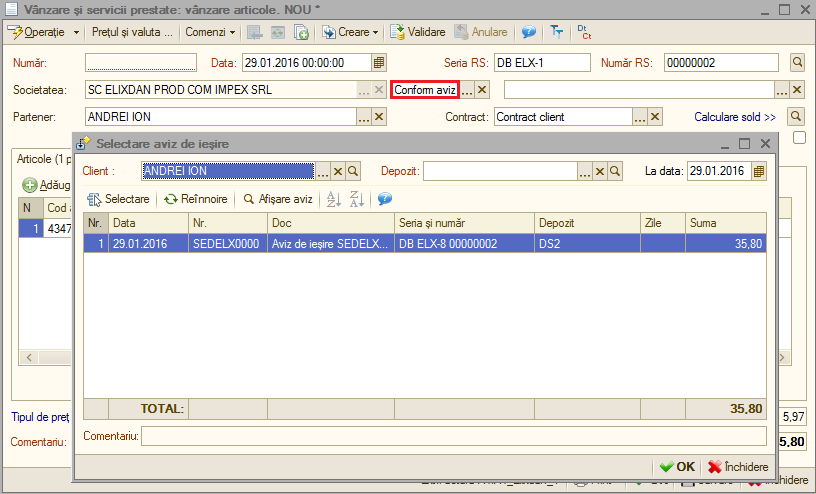 Vânzare și servicii prestate: vânzare articole. NOU *
Operație Prețul și valuta ... Comenzi Creare Validare Anulare
Număr: Data: 29.01.2016 00:00:00 Seria RS: DB ELX-1 Număr RS: 00000002
Societatea: SC ELIXDAN PROD COM IMPEX SRL Conform aviz
Partener: ANDREI ION Contract: Contract client Calculare sold >>
Selectare aviz de ieșire
Articole (1 p
Client : ANDREI ION Depozit: La data: 29.01.2016
Adăug
Selectare Reînnoire Afișare aviz
N Cod a
Nr. Data Nr. Doc Seria și număr Depozit Zile Suma
1 4347
1 29.01.2016 SEDELX0000 Aviz de ieșire SEDELX... DB ELX-8 00000002 DS2 35,80
TOTAL: 35,80
Tipul de preț 5,97
Comentariu:
Comentariu: 5,80
OK Închidere
închidere